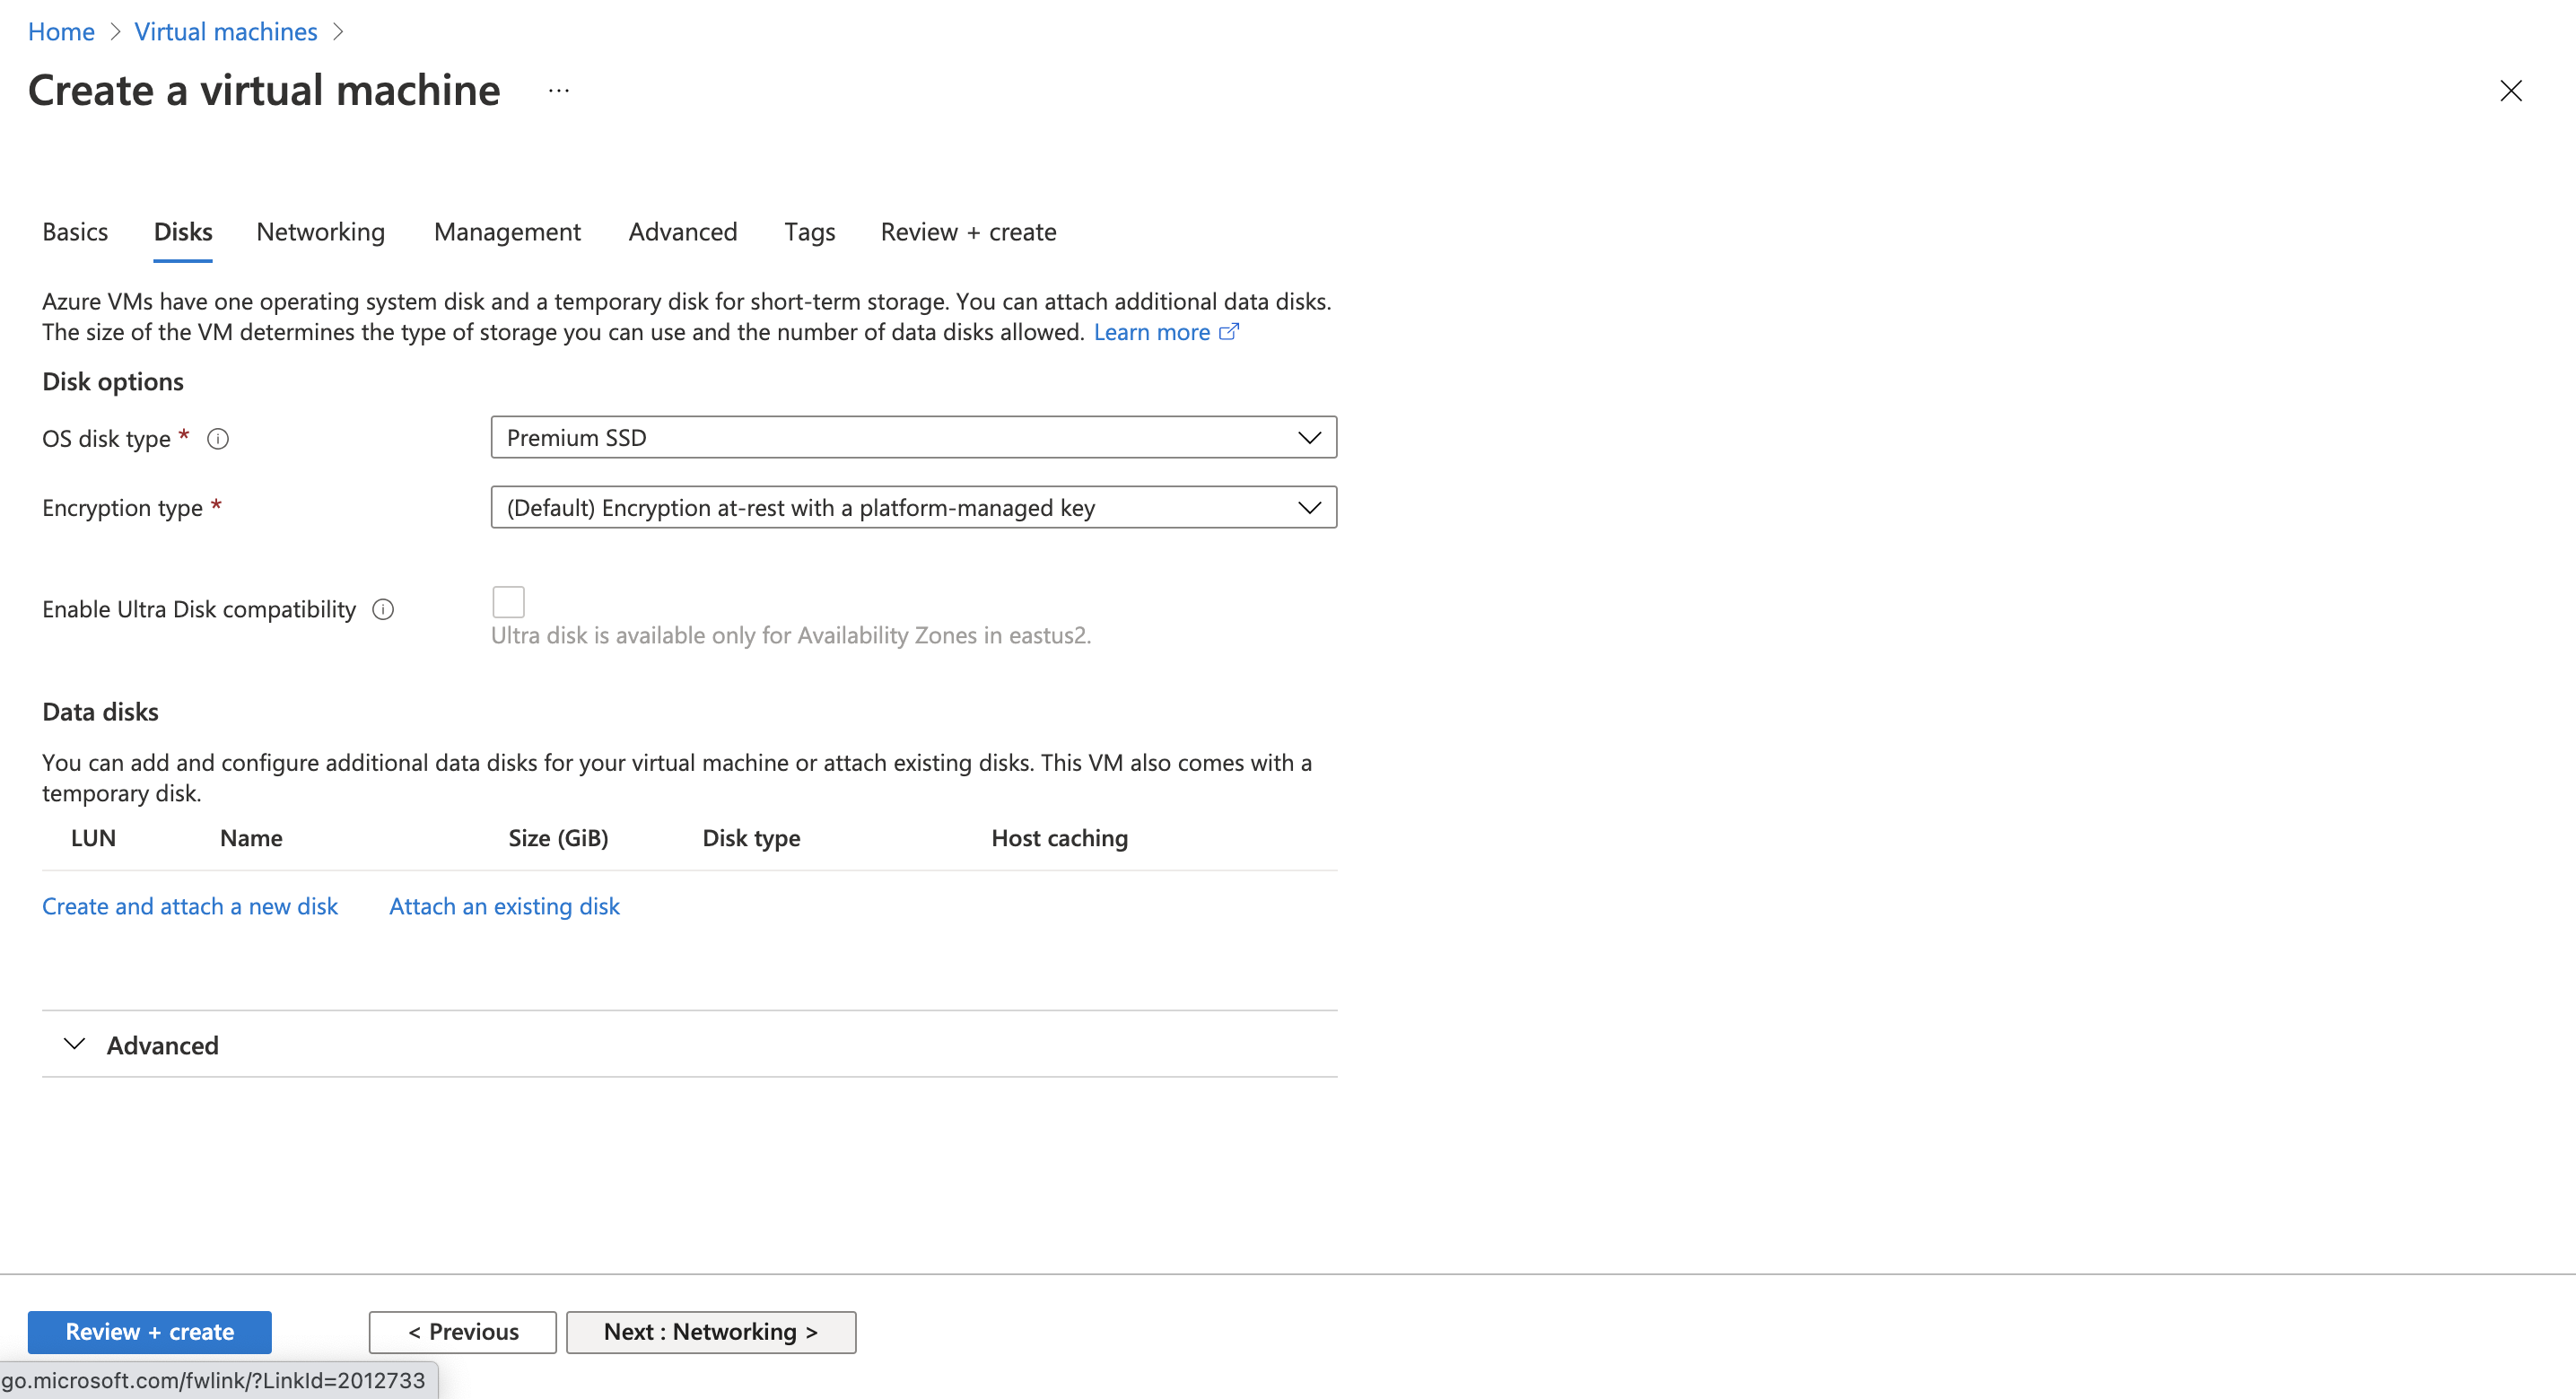 Home > Virtual machines >
Create a virtual machine ...
Basics Disks Networking Management Advanced Tags Review + create
Azure VMs have one operating system disk and a temporary disk for short-term storage. You can attach additional data disks.
The size of the VM determines the type of storage you can use and the number of data disks allowed. Learn more
Disk options
OS disk type * Premium SSD
Encryption type * (Default) Encryption at-rest with a platform-managed key
Enable Ultra Disk compatibility
Ultra disk is available only for Availability Zones in eastus2.
Data disks
You can add and configure additional data disks for your virtual machine or attach existing disks. This VM also comes with a
temporary disk.
LUN Name Size (GiB) Disk type Host caching
Create and attach a new disk Attach an existing disk
Advanced
Review + create < Previous Next : Networking >
go.microsoft.com/fwlink/?LinkId=2012733